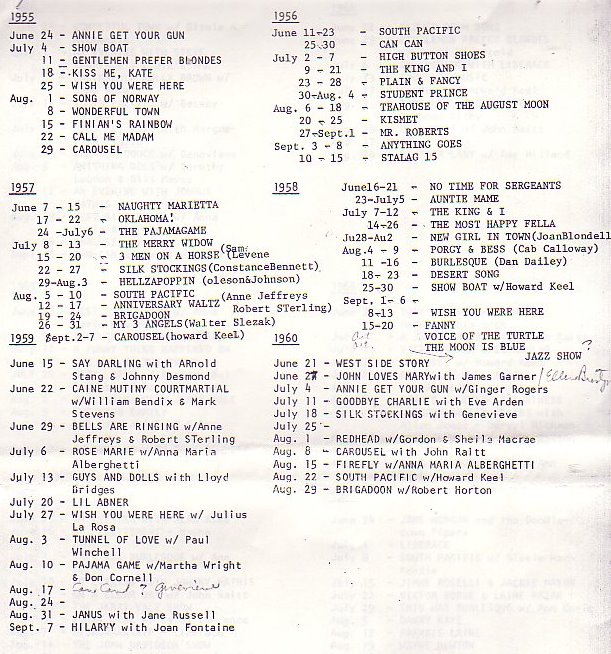 1955
June 24 - ANNIE GET YOUR GUN
July 4 - SHOW BOAT
11 - GENTLEMEN PREFER BLONDES
18 - KISS ME, KATE
25 - WISH YOU WERE HERE
Aug. 1 - SONG OF NORWAY
8 - WONDERFUL TOWN
15 - FINIAN'S RAINBOW
22 - CALL ME MADAM
29 - CAROUSEL
1956
June 11-23 - SOUTH PACIFIC
25-30 - CAN CAN
July 2 - 7 - HIGH BUTTON SHOES
9 - 21 - THE KING AND I
23 - 28 - PLAIN & FANCY
30-Aug. 4 - STUDENT PRINCE
Aug. 6 - 18 - TEAHOUSE OF THE AUGUST MOON
20 - 25 - KISMET
27-Sept.1 - MR. ROBERTS
Sept. 3 - 8 - ANYTHING GOES
10 - 15 - STALAG 15
1957
June 7 - 15 - NAUGHTY MARIETTA
17 - 22 - OKLAHOMA!
24 -July6 - THE PAJAMAGAME
July 8 - 13 - THE MERRY WIDOW
15 - 20 - 3 MEN ON A HORSE (Sam Levene
22 - 27 - SILK STOCKINGS (ConstanceBennett)
29-Aug.3 - HELLZAPOPPIN (oleson&Johnson)
Aug. 5 - 10 - SOUTH PACIFIC (Anne Jeffreys
12 - 17 - ANNIVERSARY WALTZ Robert STerling)
19 - 24 - BRIGADOON
26 - 31 - MY 3 ANGELS(Walter Slezak)
Sept.2-7 - CAROUSEL(howard Keel)
1958
June16-21 - NO TIME FOR SERGEANTS
23-July5 - AUNTIE MAME
July 7-12 - THE KING & I
14-26 - THE MOST HAPPY FELLA
Ju28-Au2 - NEW GIRL IN TOWN(JoanBlondell
Aug.4 - 9 - PORGY & BESS (Cab Calloway)
11 -16 - BURLESQUE (Dan Dailey)
18- 23 - DESERT SONG
25-30 - SHOW BOAT w/Howard Keel
Sept. 1- 6 -
8-13 - WISH YOU WERE HERE
15-20 - FANNY
VOICE OF THE TURTLE
THE MOON IS BLUE ?
JAZZ SHOW
1959
June 15 - SAY DARLING with ARnold
Stang & Johnny Desmond
June 22 - CAINE MUTINY COURTMARTIAL
w/William Bendix & Mark
Stevens
June 29 - BELLS ARE RINGING w/Anne
Jeffreys & Robert STerling
July 6 - ROSE MARIE w/Anna Maria
Alberghetti
July 13 - GUYS AND DOLLS with Lloyd
Bridges
July 20 - LIL ABNER
July 27 - WISH YOU WERE HERE w/ Julius
La Rosa
Aug. 3 - TUNNEL OF LOVE w/ Paul
Winchell
Aug. 10 - PAJAMA GAME w/Martha Wright
& Don Cornell
Aug. 17 - Can Can ? Genevieve
Aug. 24 -
Aug. 31 - JANUS with Jane Russell
Sept. 7 - HILARFY with Joan Fontaine
1960
June 21 - WEST SIDE STORY
June 27 - JOHN LOVES MARYwith James Garner/Ellen
July 4 - ANNIE GET YOUR GUN w/Ginger Rogers
July 11 - GOODBYE CHARLIE with Eve Arden
July 18 - SILK STOCKINGS with Genevieve
July 25 -
Aug. 1 - REDHEAD w/Gordon & Sheila Macrae
Aug. 8 - CAROUSEL with John Raitt
Aug. 15 - FIREFLY w/ANNA MARIA ALBERGHETTI
Aug. 22 - SOUTH PACIFIC w/Howard Keel
Aug. 29 - BRIGADOON w/Robert Horton